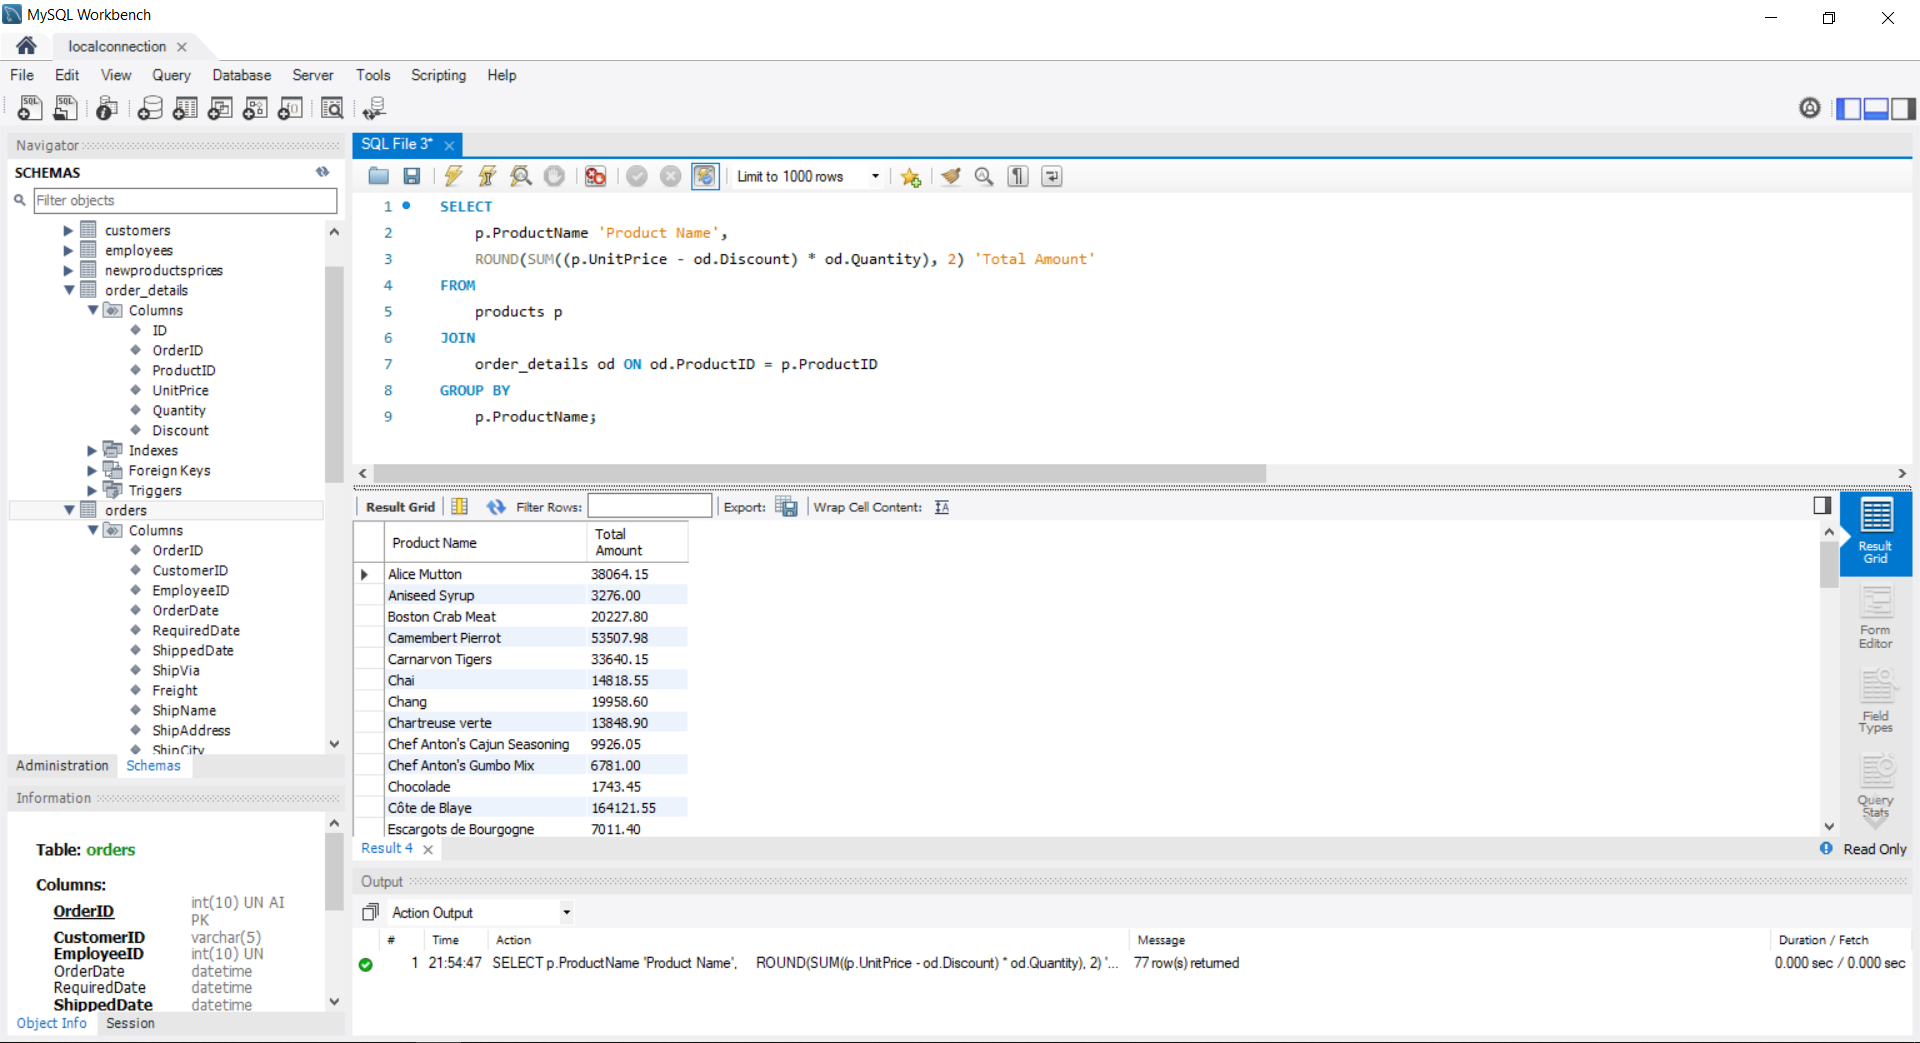 MySQL Workbench
localconnection
File Edit View Query Database Server Tools Scripting Help
Navigator
SCHEMAS
Filter objects
customers
employees
newproductsprices
order_details
Columns
ID
OrderID
ProductID
UnitPrice
Quantity
Discount
Indexes
Foreign Keys
Triggers
orders
Columns
OrderID
CustomerID
EmployeeID
OrderDate
RequiredDate
ShippedDate
ShipVia
Freight
ShipName
ShipAddress
ShipCity
Administration Schemas
Information
Table: orders
Columns:
OrderID int(10) UN AI
PK
CustomerID varchar(5)
EmployeeID int(10) UN
OrderDate datetime
RequiredDate datetime
ShippedDate datetime
Object Info Session
SQL File 3*
Limit to 1000 rows
1 SELECT
2 p.ProductName 'Product Name',
3 ROUND(SUM((p.UnitPrice - od.Discount) * od.Quantity), 2) 'Total Amount'
4 FROM
5 products p
6 JOIN
7 order_details od ON od.ProductID = p.ProductID
8 GROUP BY
9 p.ProductName;
Result Grid Filter Rows: Export: Wrap Cell Content:
Product Name Total Amount
Alice Mutton 38064.15
Aniseed Syrup 3276.00
Boston Crab Meat 20227.80
Camembert Pierrot 53507.98
Carnarvon Tigers 33640.15
Chai 14818.55
Chang 19958.60
Chartreuse verte 13848.90
Chef Anton's Cajun Seasoning 9926.05
Chef Anton's Gumbo Mix 6781.00
Chocolade 1743.45
Côte de Blaye 164121.55
Escargots de Bourgogne 7011.40
Result Grid
Form Editor
Field Types
Query Stats
Result 4
Read Only
Output
Action Output
# Time Action Message Duration / Fetch
1 21:54:47 SELECT p.ProductName 'Product Name', ROUND(SUM((p.UnitPrice - od.Discount) * od.Quantity), 2) '... 77 row(s) returned 0.000 sec / 0.000 sec